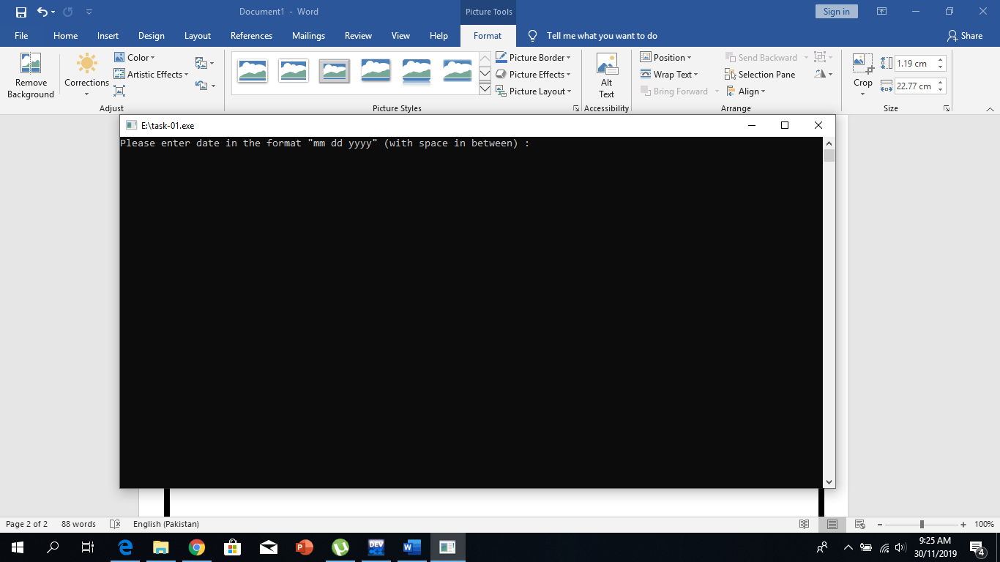 Document1 - Word
Picture Tools
Sign in
File Home Insert Design Layout References Mailings Review View Help Format Tell me what you want to do Share
Remove Background
Corrections
Color
Artistic Effects
Adjust
Picture Styles
Picture Border
Picture Effects
Picture Layout
Alt Text
Accessibility
Position
Wrap Text
Bring Forward
Send Backward
Selection Pane
Align
Arrange
Crop
1.19 cm
22.77 cm
Size
E:\task-01.exe
Please enter date in the format "mm dd yyyy" (with space in between) :
Page 2 of 2 88 words English (Pakistan) 100%
DEV
9:25 AM
30/11/2019
4